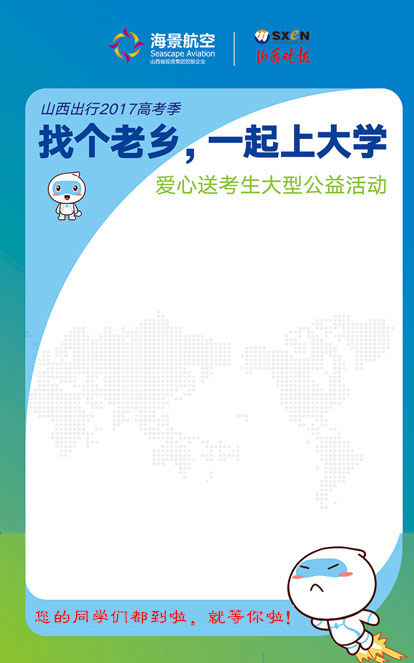 海景航空
Seascape Aviation
山西省投资集团控股企业
SXEN
山西晚报
山西出行2017高考季
找个老乡，一起上大学
爱心送考生大型公益活动
您的同学们都到啦，就等你啦！